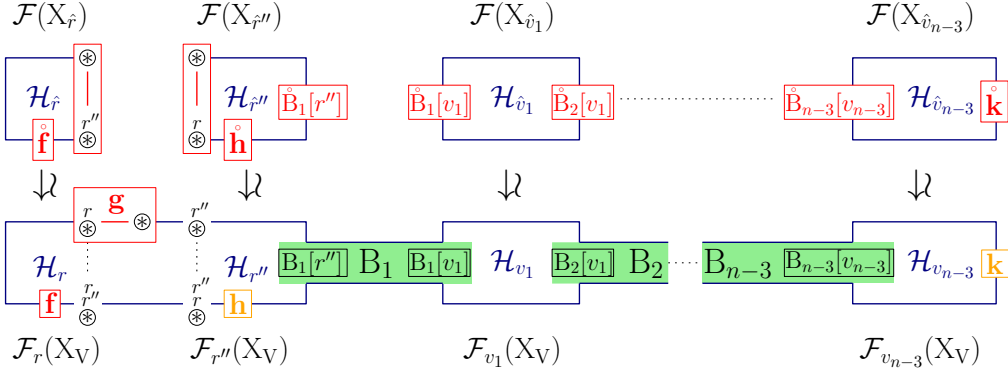 𝓕(X_r̂) 𝓕(X_r̂″) 𝓕(X_v̂₁) 𝓕(X_v̂ₙ₋₃)
⊛ ⊛
𝓗_r̂ 𝓗_r̂″ B̊₁[r″] B̊₁[v₁] 𝓗_v̂₁ B̊₂[v₁] B̊ₙ₋₃[vₙ₋₃] 𝓗_v̂ₙ₋₃ k̊
r″ r
⊛ ⊛
f̊ h̊
↓≀ ↓≀ ↓≀ ↓≀
g
r ⊛ ⊛ r″ ⊛
𝓗_r 𝓗_r″ B₁[r″] B₁ B₁[v₁] 𝓗_v₁ B₂[v₁] B₂ Bₙ₋₃ Bₙ₋₃[vₙ₋₃] 𝓗_vₙ₋₃ k
r r″
f r″ r h
⊛ ⊛
𝓕_r(X_V) 𝓕_r″(X_V) 𝓕_v₁(X_V) 𝓕_vₙ₋₃(X_V)